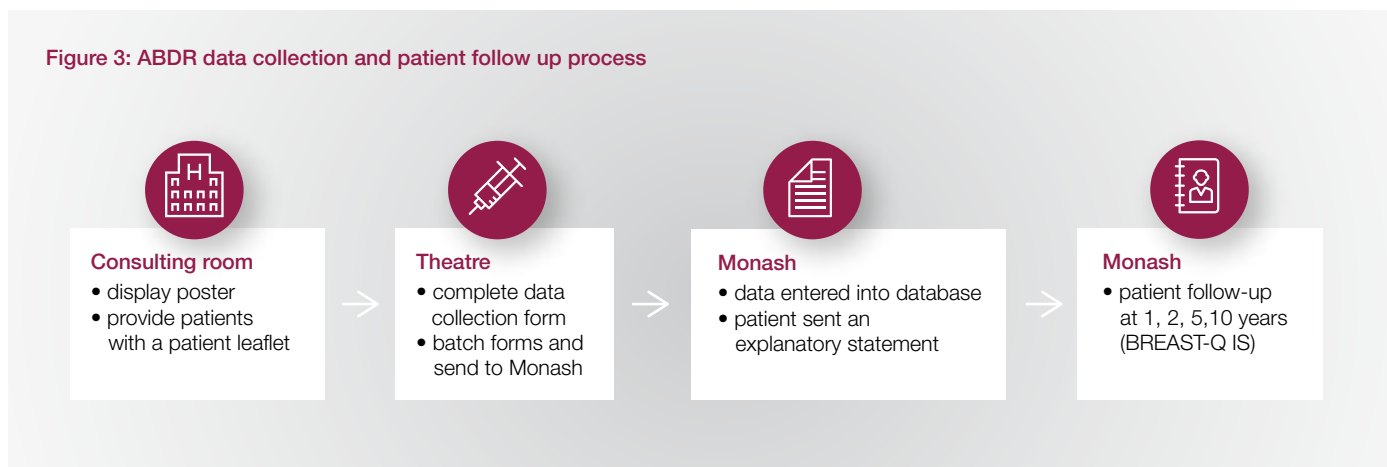 Figure 3: ABDR data collection and patient follow up process
H
Consulting room
• display poster
• provide patients
with a patient leaflet
Theatre
• complete data
collection form
• batch forms and
send to Monash
Monash
• data entered into database
• patient sent an
explanatory statement
Monash
• patient follow-up
at 1, 2, 5,10 years
(BREAST-Q IS)